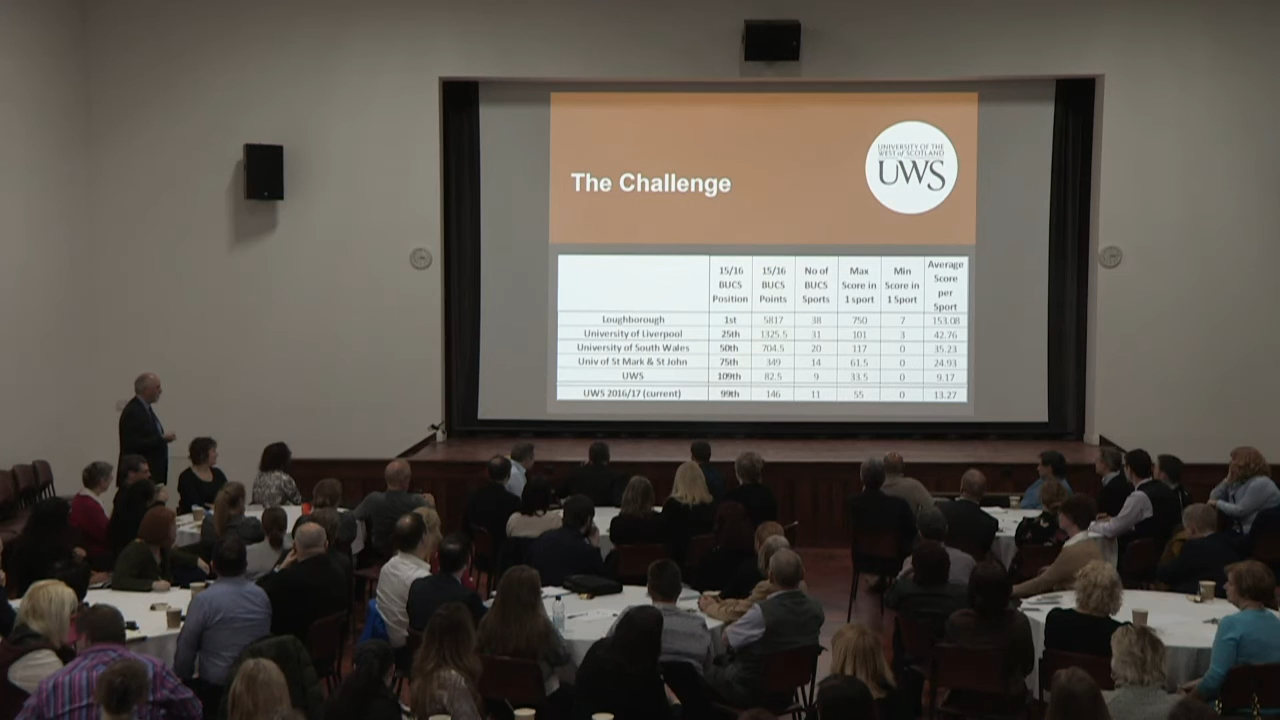 UNIVERSITY OF THE
WEST of SCOTLAND
UWS
The Challenge
15/16 BUCS Position 15/16 BUCS Points No of BUCS Sports Max Score in 1 sport Min Score in 1 Sport Average Score per Sport
Loughborough 1st 5817 38 750 7 153.08
University of Liverpool 25th 1325.5 31 101 3 42.76
University of South Wales 50th 704.5 20 117 0 35.23
Univ of St Mark & St John 75th 349 14 61.5 0 24.93
UWS 109th 82.5 9 33.5 0 9.17
UWS 2016/17 (current) 99th 146 11 55 0 13.27